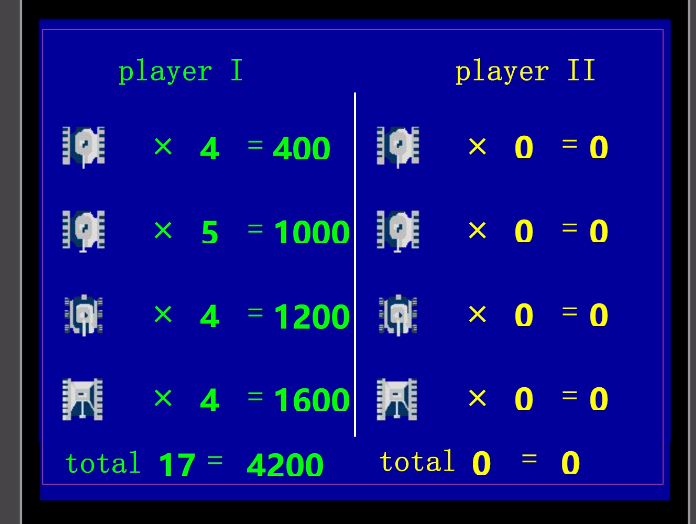 player I player II
× 4 = 400 × 0 = 0
× 5 = 1000 × 0 = 0
× 4 = 1200 × 0 = 0
× 4 = 1600 × 0 = 0
total 17 = 4200 total 0 = 0